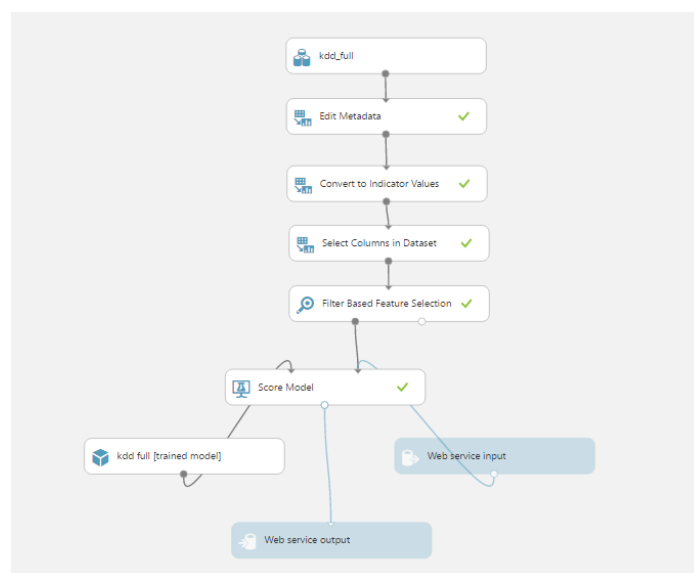 kdd_full
Edit Metadata
Convert to Indicator Values
Select Columns in Dataset
Filter Based Feature Selection
Score Model
kdd full [trained model]
Web service input
Web service output